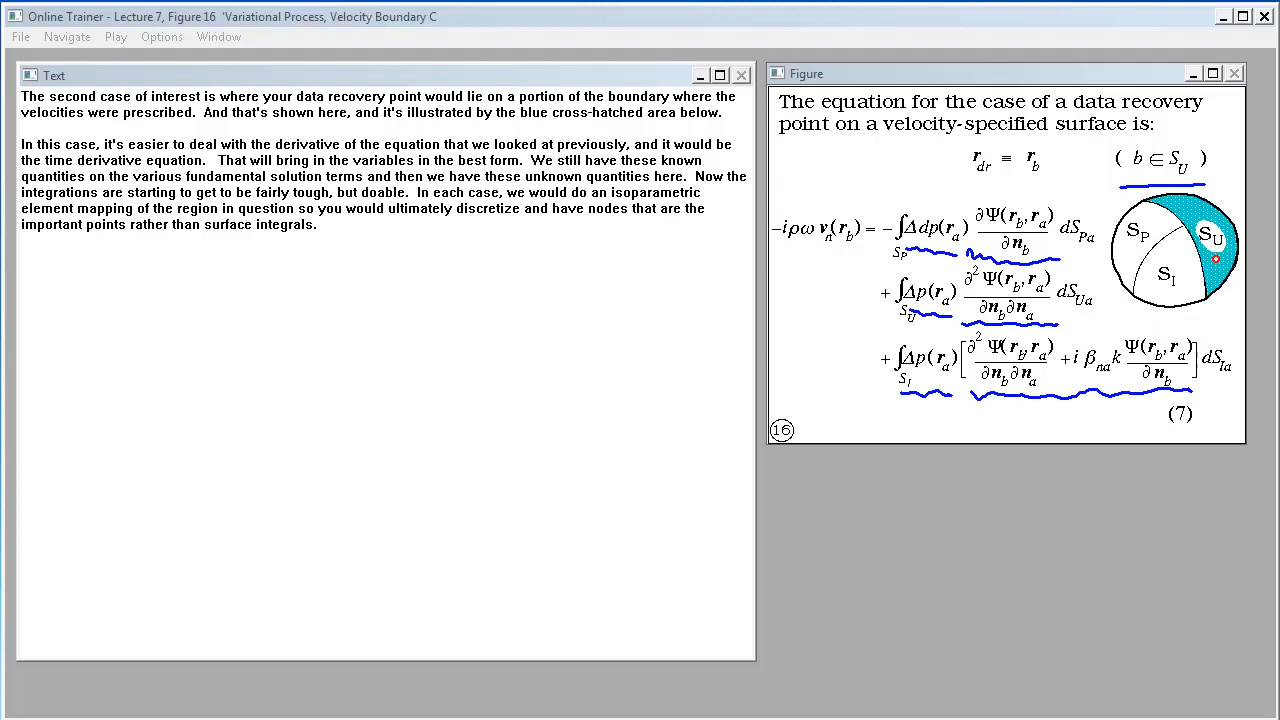 Online Trainer - Lecture 7, Figure 16 'Variational Process, Velocity Boundary C
File Navigate Play Options Window
Text
The second case of interest is where your data recovery point would lie on a portion of the boundary where the
velocities were prescribed. And that's shown here, and it's illustrated by the blue cross-hatched area below.
In this case, it's easier to deal with the derivative of the equation that we looked at previously, and it would be
the time derivative equation. That will bring in the variables in the best form. We still have these known
quantities on the various fundamental solution terms and then we have these unknown quantities here. Now the
integrations are starting to get to be fairly tough, but doable. In each case, we would do an isoparametric
element mapping of the region in question so you would ultimately discretize and have nodes that are the
important points rather than surface integrals.
Figure
The equation for the case of a data recovery
point on a velocity-specified surface is:
r_dr ≡ r_b ( b ∈ S_U )
-iρω v_n(r_b) = - ∫_{S_P} Δdp(r_a) ∂Ψ(r_b, r_a)/∂n_b dS_Pa
+ ∫_{S_U} Δp(r_a) ∂²Ψ(r_b, r_a)/∂n_b∂n_a dS_Ua
+ ∫_{S_I} Δp(r_a) [ ∂²Ψ(r_b, r_a)/∂n_b∂n_a + i β_na k Ψ(r_b, r_a)/∂n_b ] dS_Ia
(7)
S_P
S_U
S_I
16